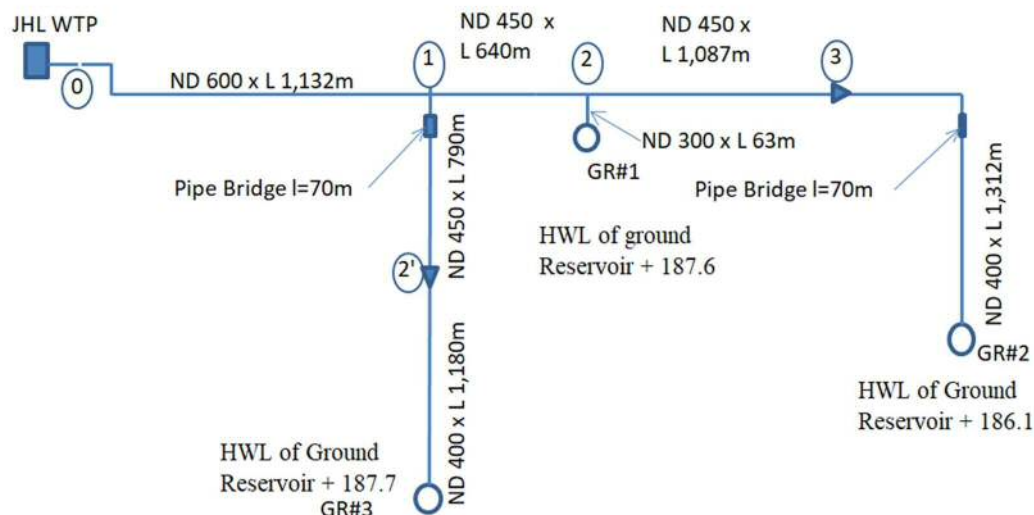 JHL WTP
0
ND 600 x L 1,132m
1
ND 450 x
L 640m
2
ND 450 x
L 1,087m
3
ND 300 x L 63m
GR#1
Pipe Bridge l=70m
ND 450 x L 790m
Pipe Bridge l=70m
ND 400 x L 1,312m
HWL of ground
Reservoir + 187.6
2'
ND 400 x L 1,180m
GR#2
HWL of Ground
Reservoir + 186.1
HWL of Ground
Reservoir + 187.7
GR#3